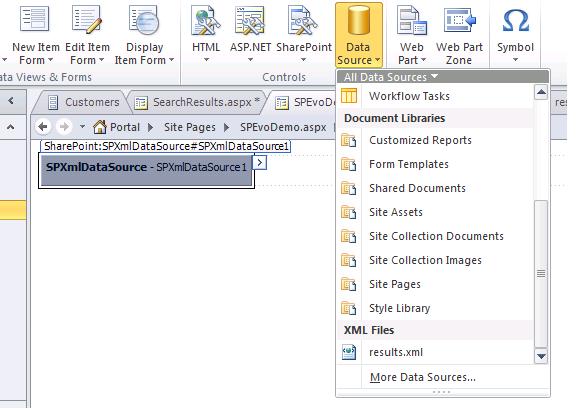 New Item
Form
Edit Item
Form
Display
Item Form
HTML
ASP.NET
SharePoint
Data
Source
Web
Part
Web Part
Zone
Symbol
ata Views & Forms
Controls
All Data Sources
Customers
SearchResults.aspx *
SPEvoDem
res
Portal
Site Pages
SPEvoDemo.aspx
SharePoint:SPXmlDataSource#SPXmlDataSource1
SPXmlDataSource - SPXmlDataSource1
Workflow Tasks
Document Libraries
Customized Reports
Form Templates
Shared Documents
Site Assets
Site Collection Documents
Site Collection Images
Site Pages
Style Library
XML Files
results.xml
More Data Sources...